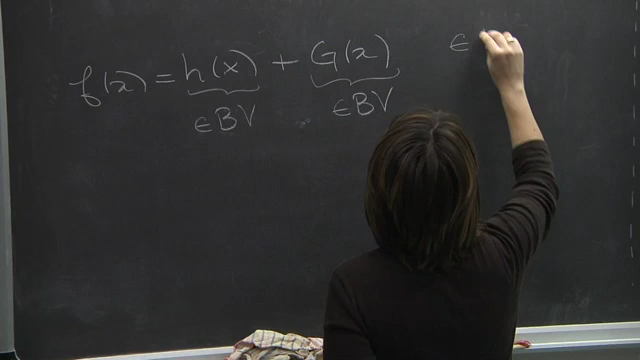 f(x) = h(x) + G(x) ∈
∈BV ∈BV